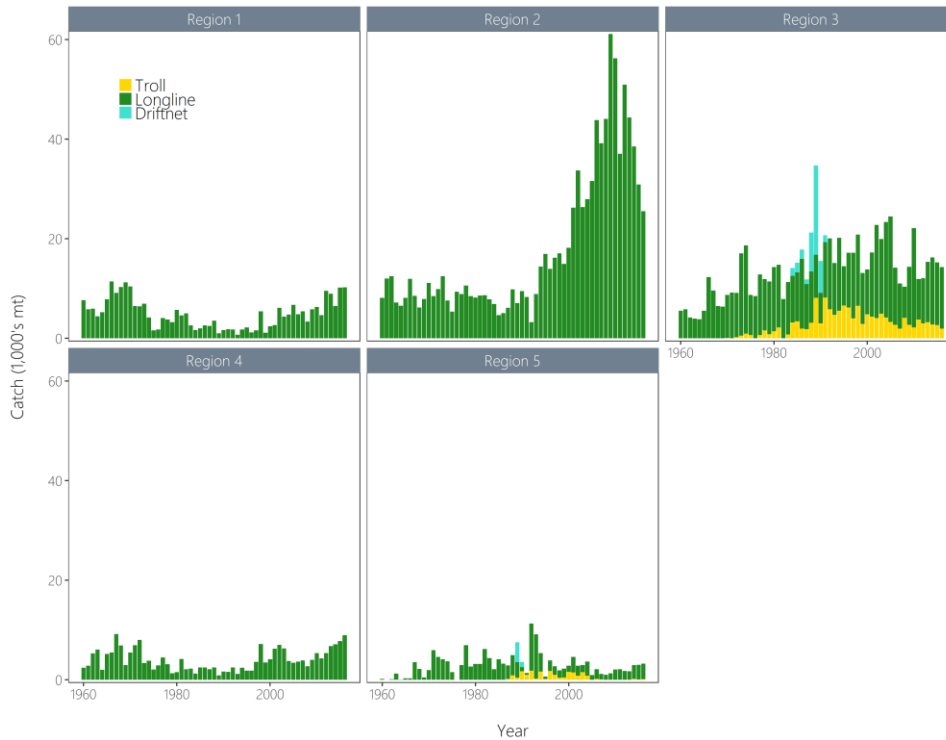 Region 1
Region 2
Region 3
60
40
20
0
Troll
Longline
Driftnet
1960
1980
2000
Region 4
Region 5
60
40
20
0
1960
1980
2000
1960
1980
2000
Catch (1,000's mt)
Year